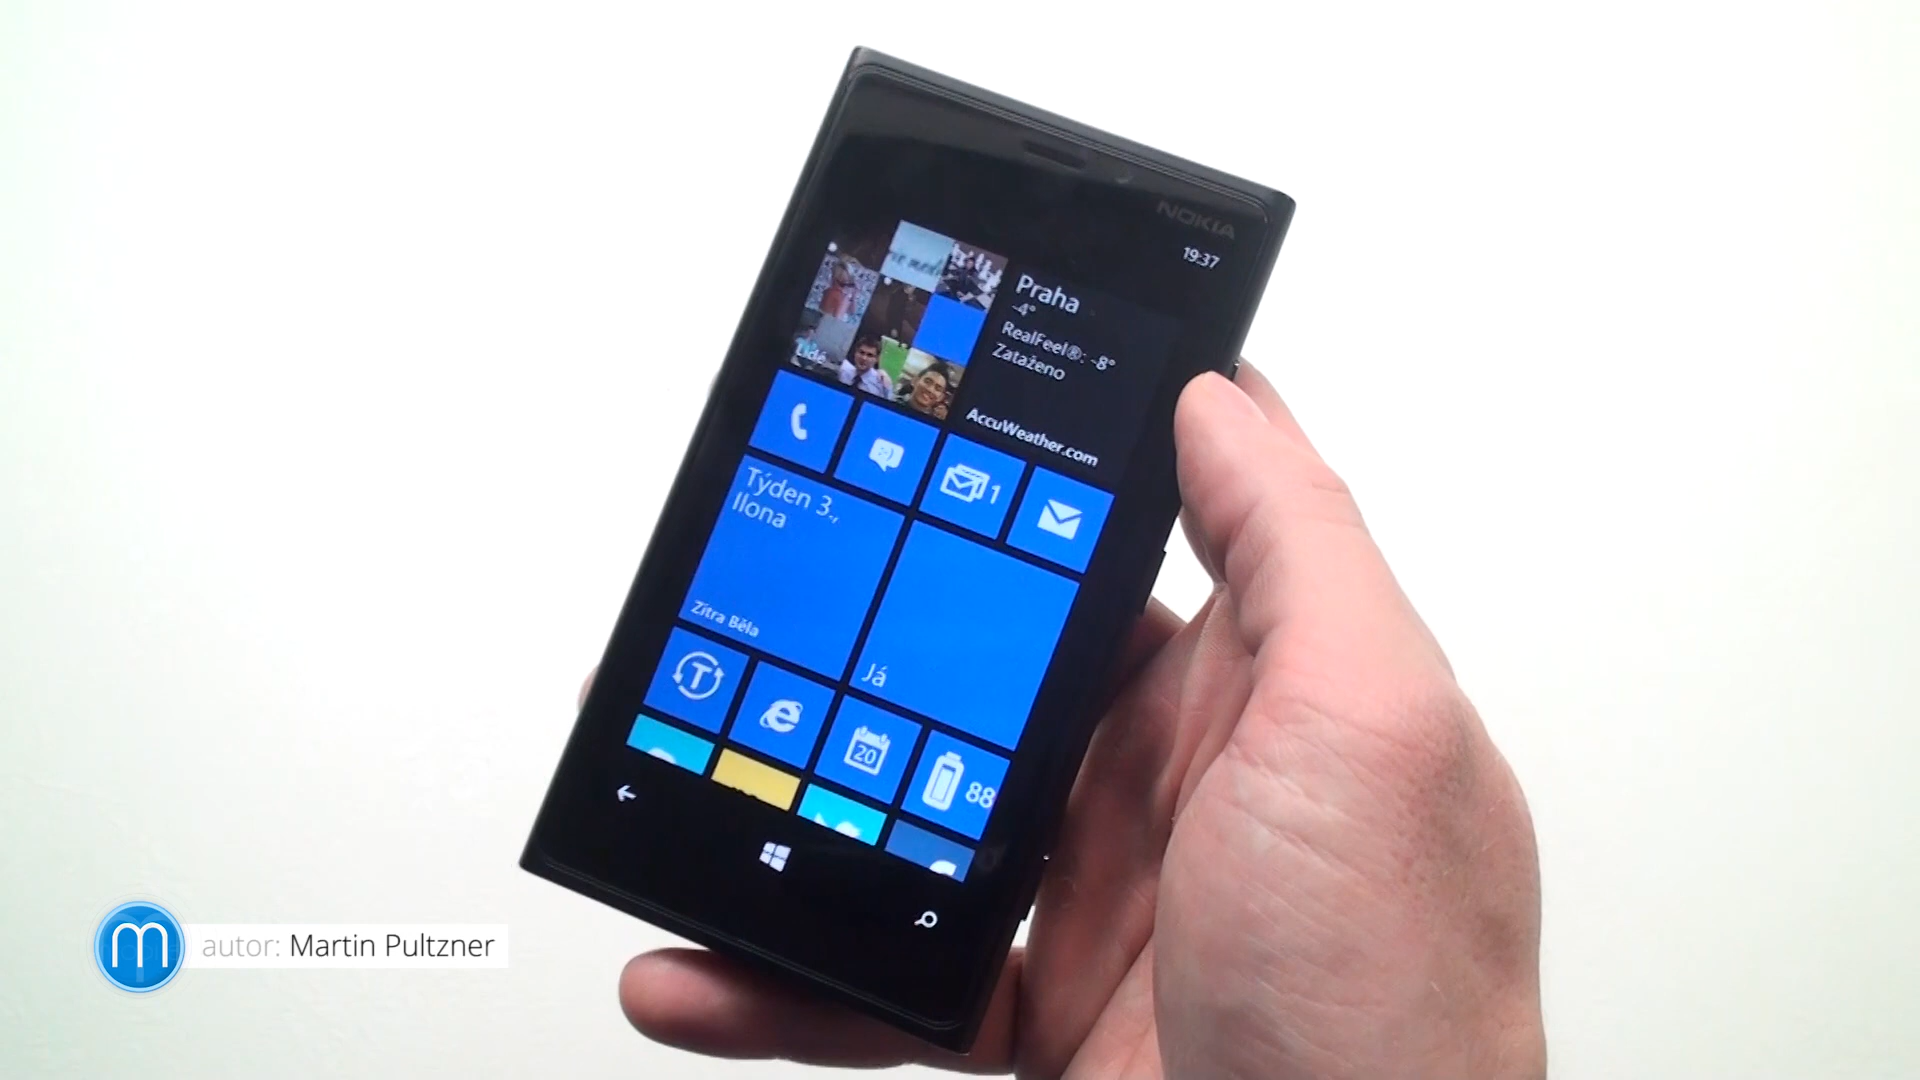 NOKIA
19:37
Praha
-4°
RealFeel®: -8°
Zataženo
AccuWeather.com
Lidé
1
Týden 3.,
Ilona
Zítra Běla
Já
T
20
88
m autor: Martin Pultzner